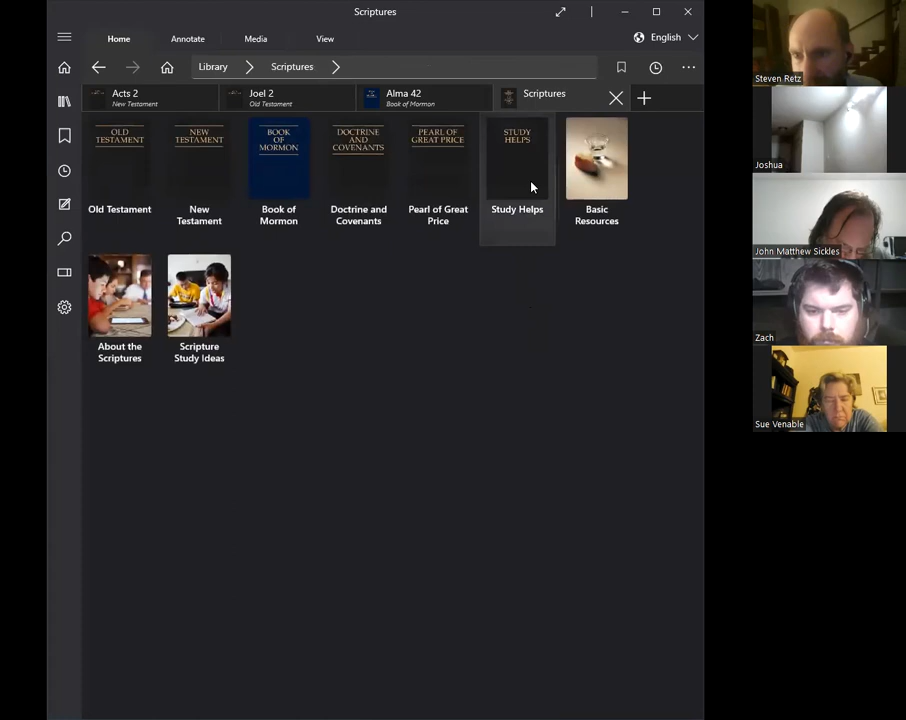 Scriptures
Home
Annotate
Media
View
English
Library
Scriptures
Acts 2
New Testament
Joel 2
Old Testament
Alma 42
Book of Mormon
Scriptures
OLD
TESTAMENT
NEW
TESTAMENT
BOOK
OF
MORMON
DOCTRINE
AND
COVENANTS
PEARL OF
GREAT PRICE
STUDY
HELPS
Old Testament
New
Testament
Book of
Mormon
Doctrine and
Covenants
Pearl of Great
Price
Study Helps
Basic
Resources
About the
Scriptures
Scripture
Study Ideas
Steven Retz
Joshua
John Matthew Sickles
Zach
Sue Venable